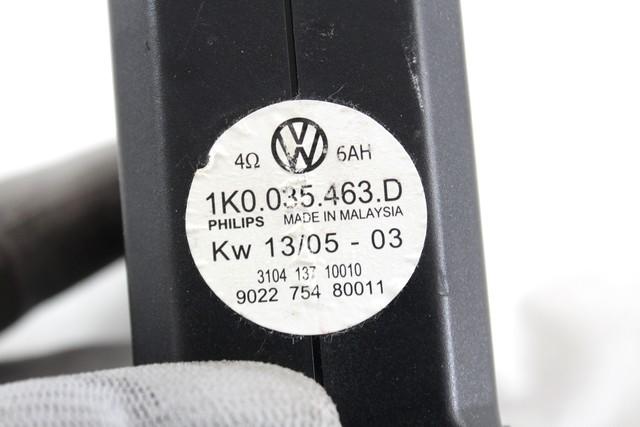 4Ω VW 6AH
1K0.035.463.D
PHILIPS MADE IN MALAYSIA
Kw 13/05 - 03
3104 137 10010
9022 754 80011